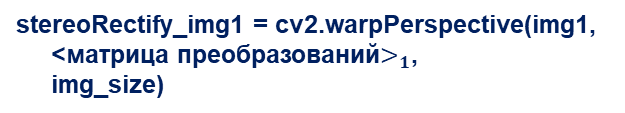 stereoRectify_img1 = cv2.warpPerspective(img1,
<матрица преобразований>₁,
img_size)